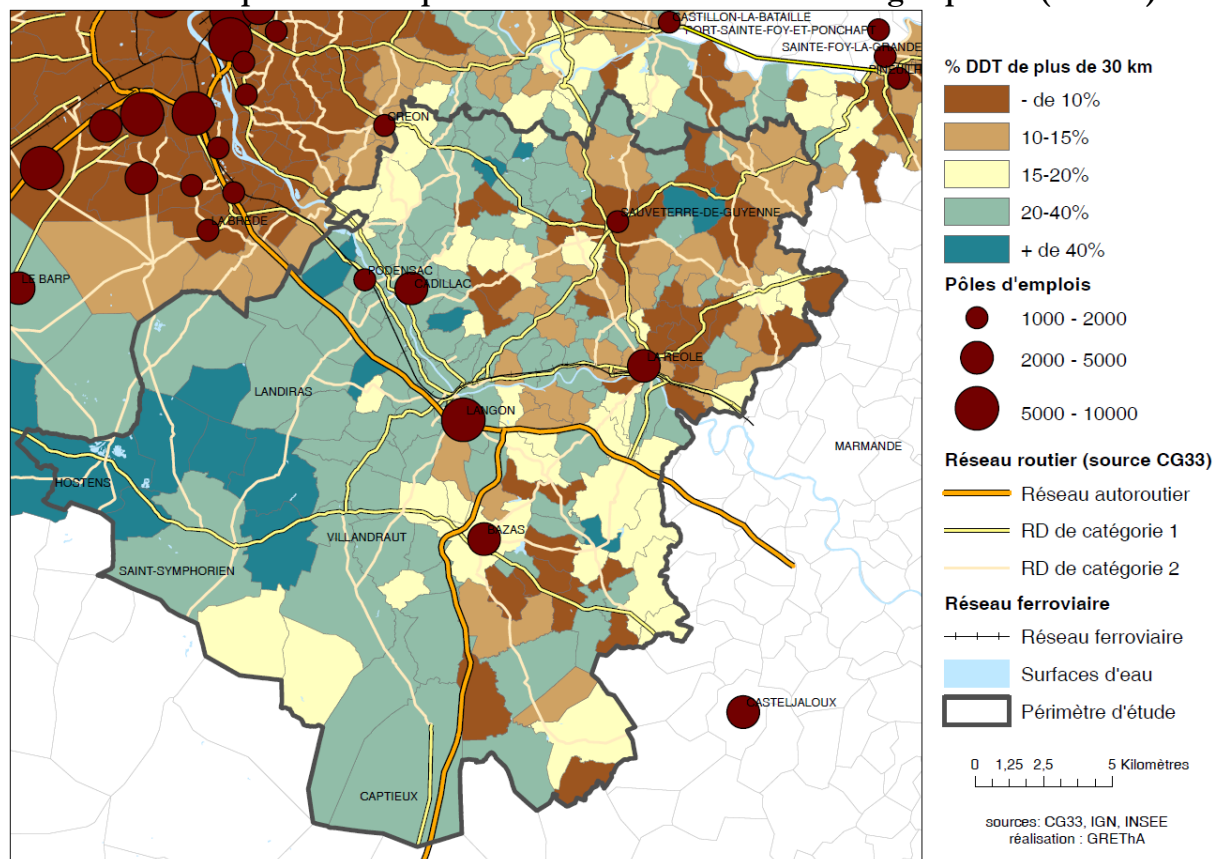 CASTILLON-LA-BATAILLE
PORT-SAINTE-FOY-ET-PONCHAPT
SAINTE-FOY-LA-GRANDE
PINEUILH
CREON
SAUVETERRE-DE-GUYENNE
LA BREDE
LE BARP
PODENSAC
CADILLAC
LA REOLE
LANDIRAS
LANGON
MARMANDE
HOSTENS
BAZAS
VILLANDRAUT
SAINT-SYMPHORIEN
CASTELJALOUX
CAPTIEUX
% DDT de plus de 30 km
- de 10%
10-15%
15-20%
20-40%
+ de 40%
Pôles d'emplois
1000 - 2000
2000 - 5000
5000 - 10000
Réseau routier (source CG33)
Réseau autoroutier
RD de catégorie 1
RD de catégorie 2
Réseau ferroviaire
Réseau ferroviaire
Surfaces d'eau
Périmètre d'étude
0 1,25 2,5 5 Kilomètres
sources: CG33, IGN, INSEE
réalisation : GREThA